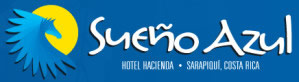 Sueño Azul
HOTEL HACIENDA • SARAPIQUÍ, COSTA RICA